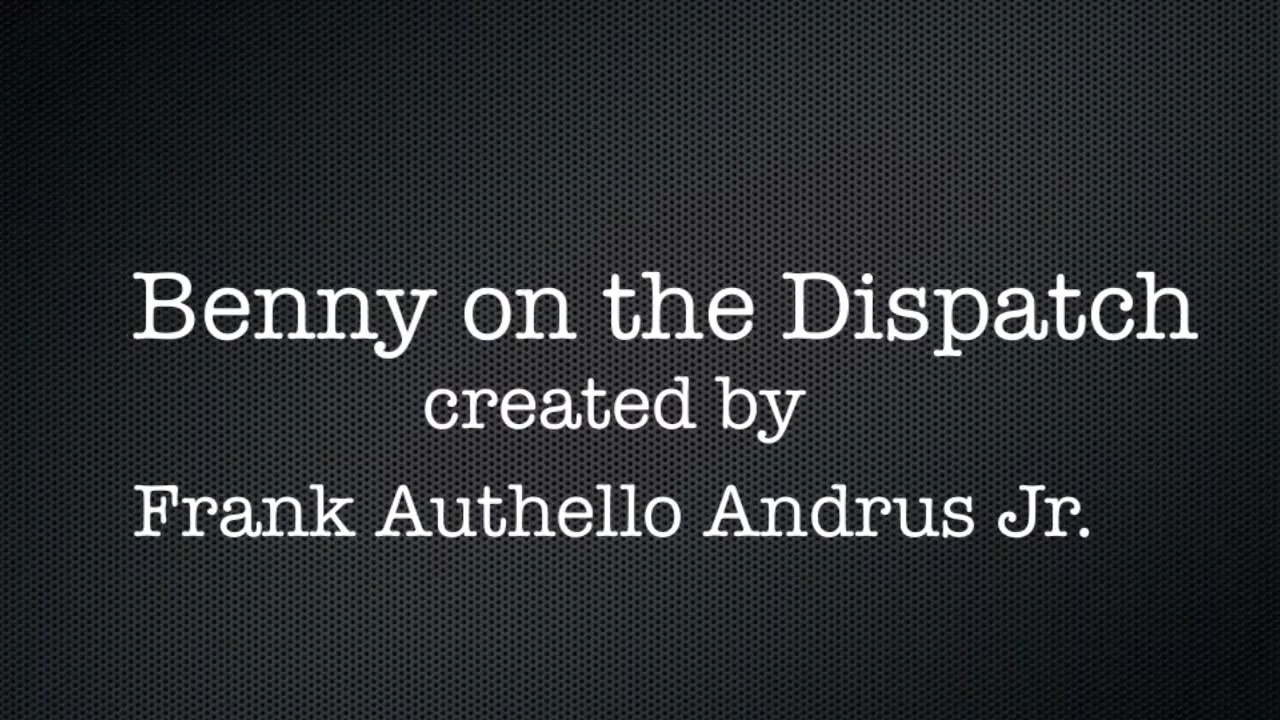 Benny on the Dispatch
created by
Frank Authello Andrus Jr.